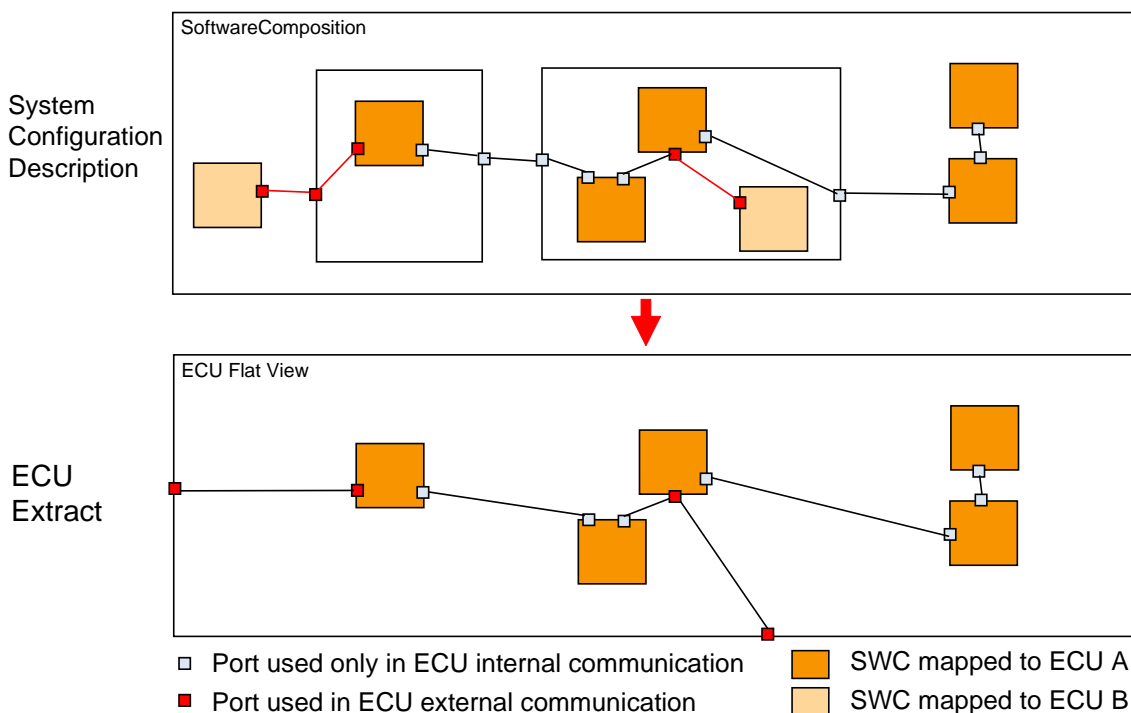 SoftwareComposition
System
Configuration
Description
ECU Flat View
ECU
Extract
Port used only in ECU internal communication
SWC mapped to ECU A
Port used in ECU external communication
SWC mapped to ECU B